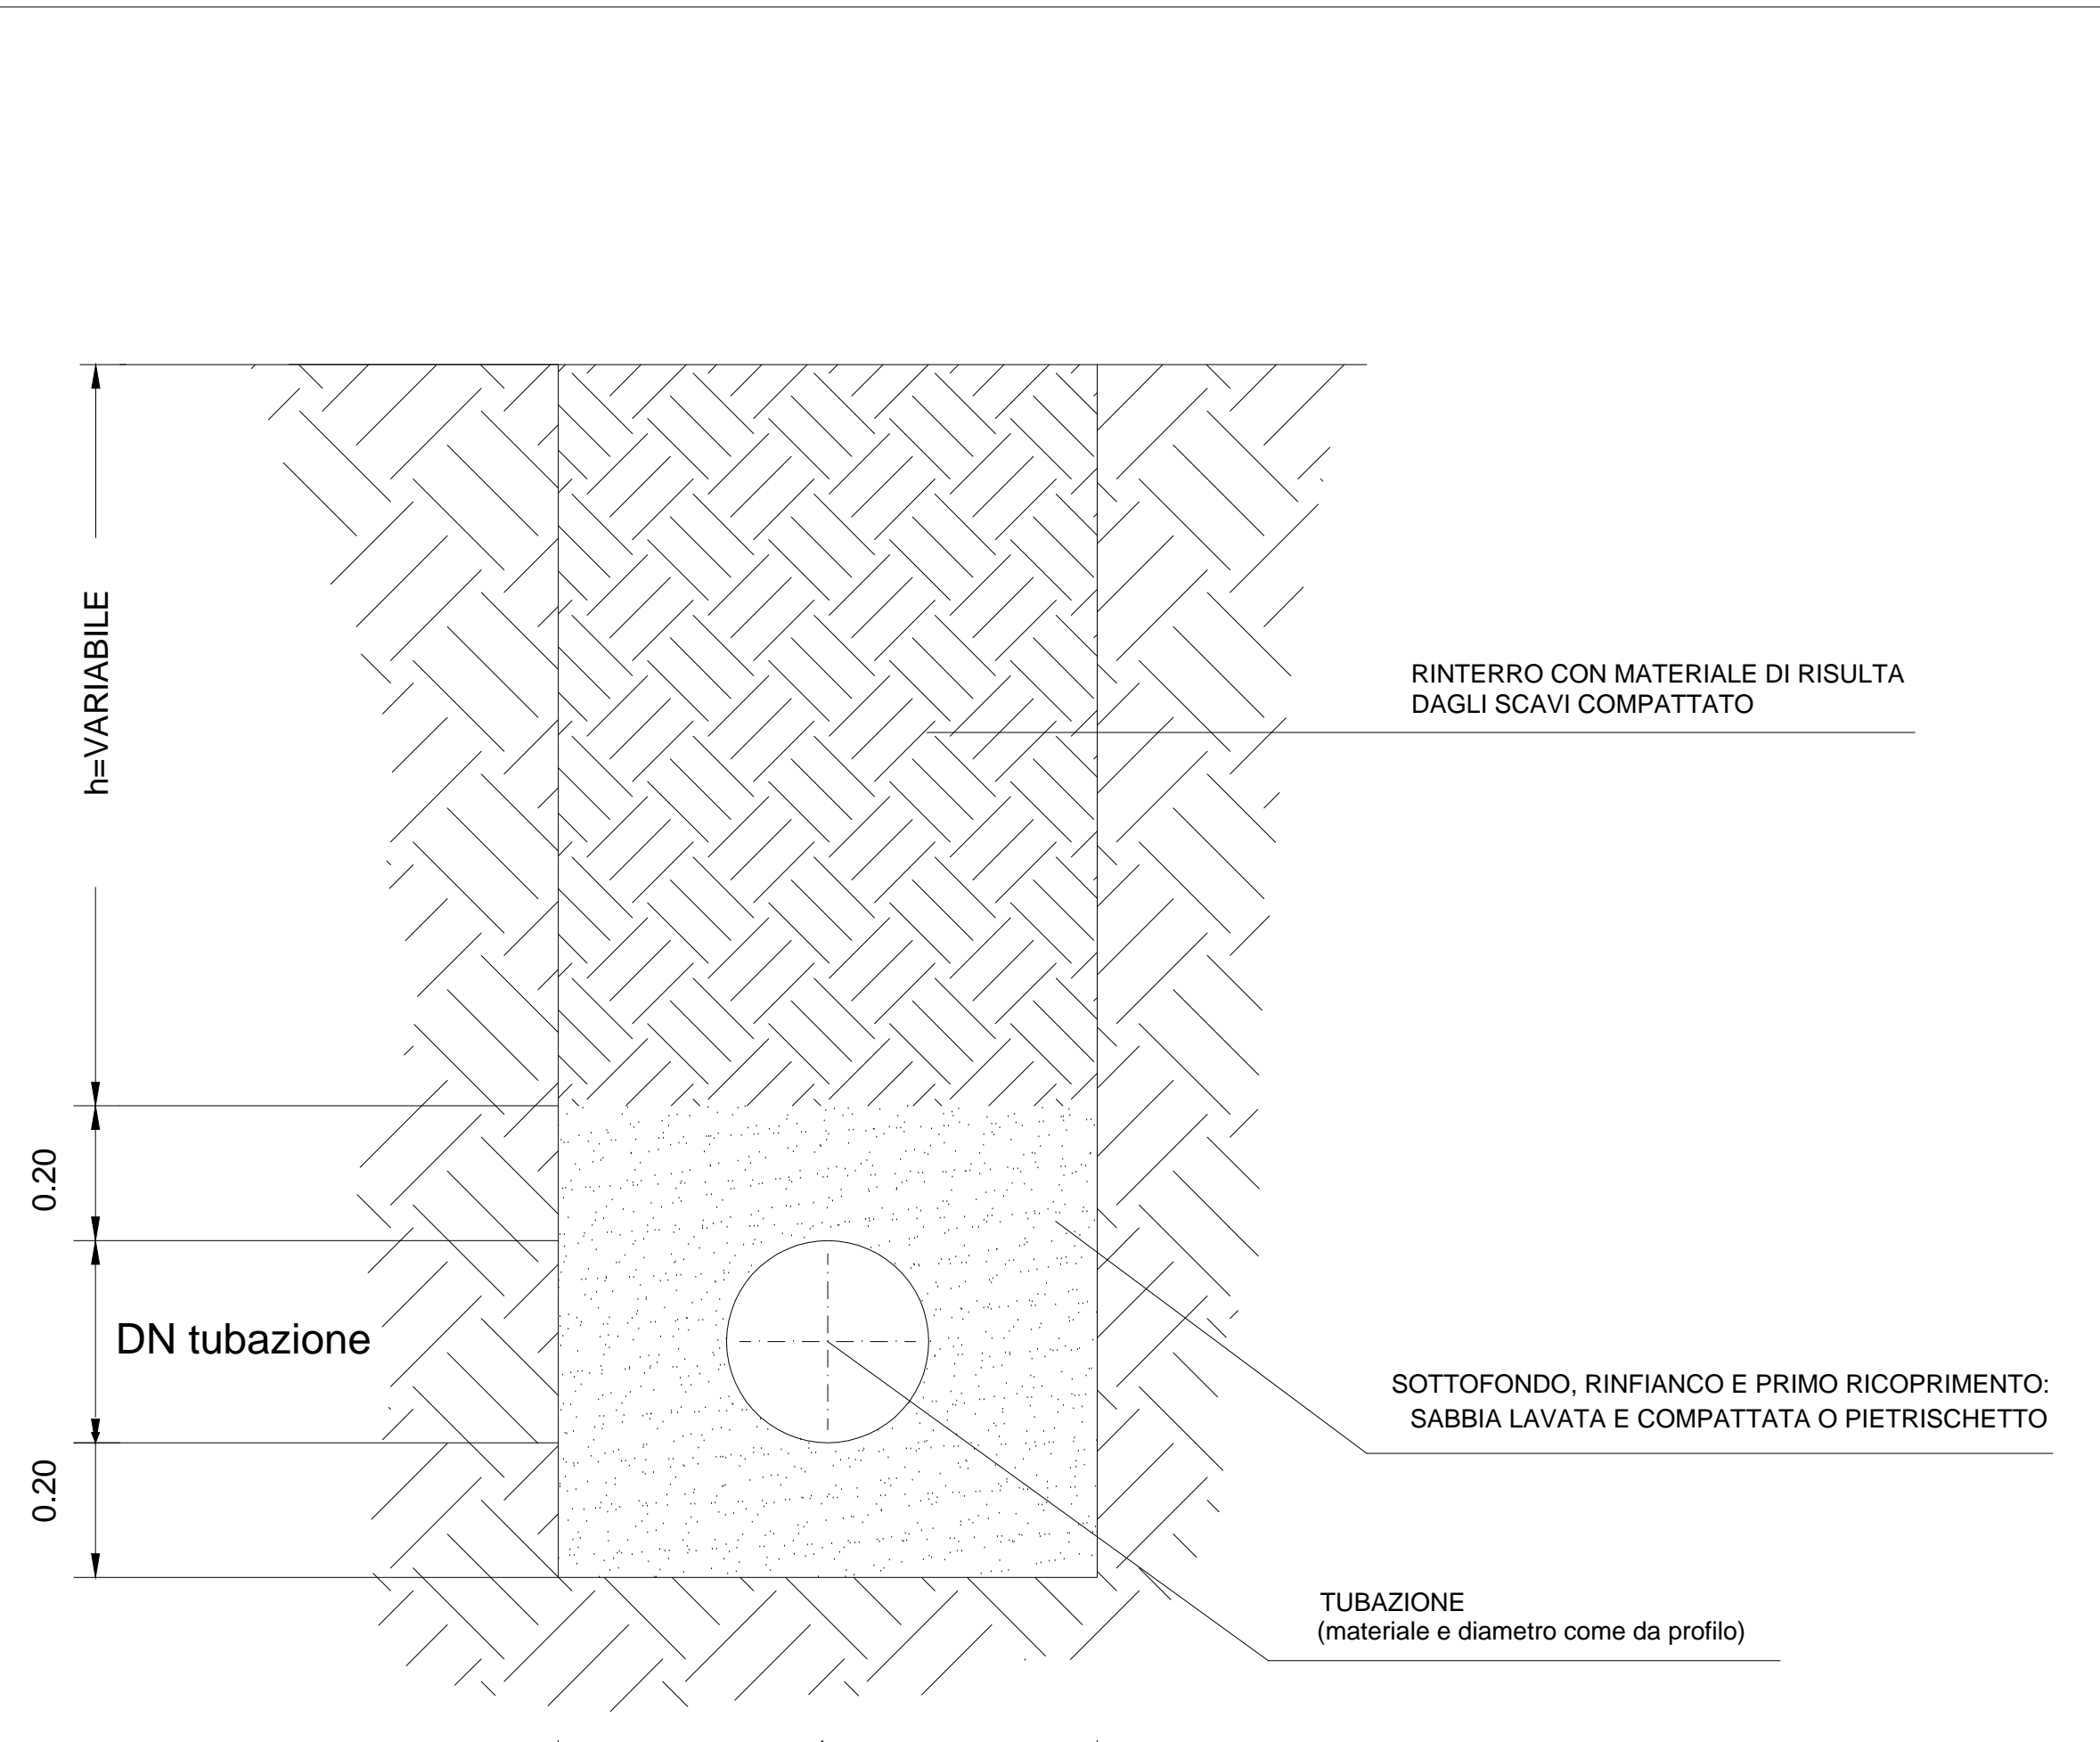 h=VARIABILE
RINTERRO CON MATERIALE DI RISULTA
DAGLI SCAVI COMPATTATO
0.20
DN tubazione
SOTTOFONDO, RINFIANCO E PRIMO RICOPRIMENTO:
SABBIA LAVATA E COMPATTATA O PIETRISCHETTO
0.20
TUBAZIONE
(materiale e diametro come da profilo)